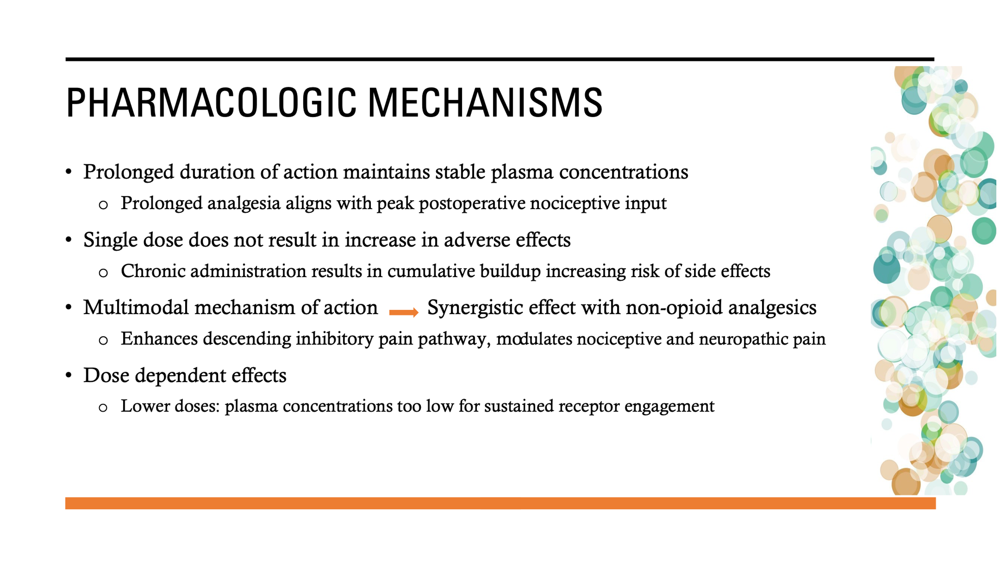 PHARMACOLOGIC MECHANISMS
• Prolonged duration of action maintains stable plasma concentrations
o Prolonged analgesia aligns with peak postoperative nociceptive input
• Single dose does not result in increase in adverse effects
o Chronic administration results in cumulative buildup increasing risk of side effects
• Multimodal mechanism of action → Synergistic effect with non-opioid analgesics
o Enhances descending inhibitory pain pathway, modulates nociceptive and neuropathic pain
• Dose dependent effects
o Lower doses: plasma concentrations too low for sustained receptor engagement